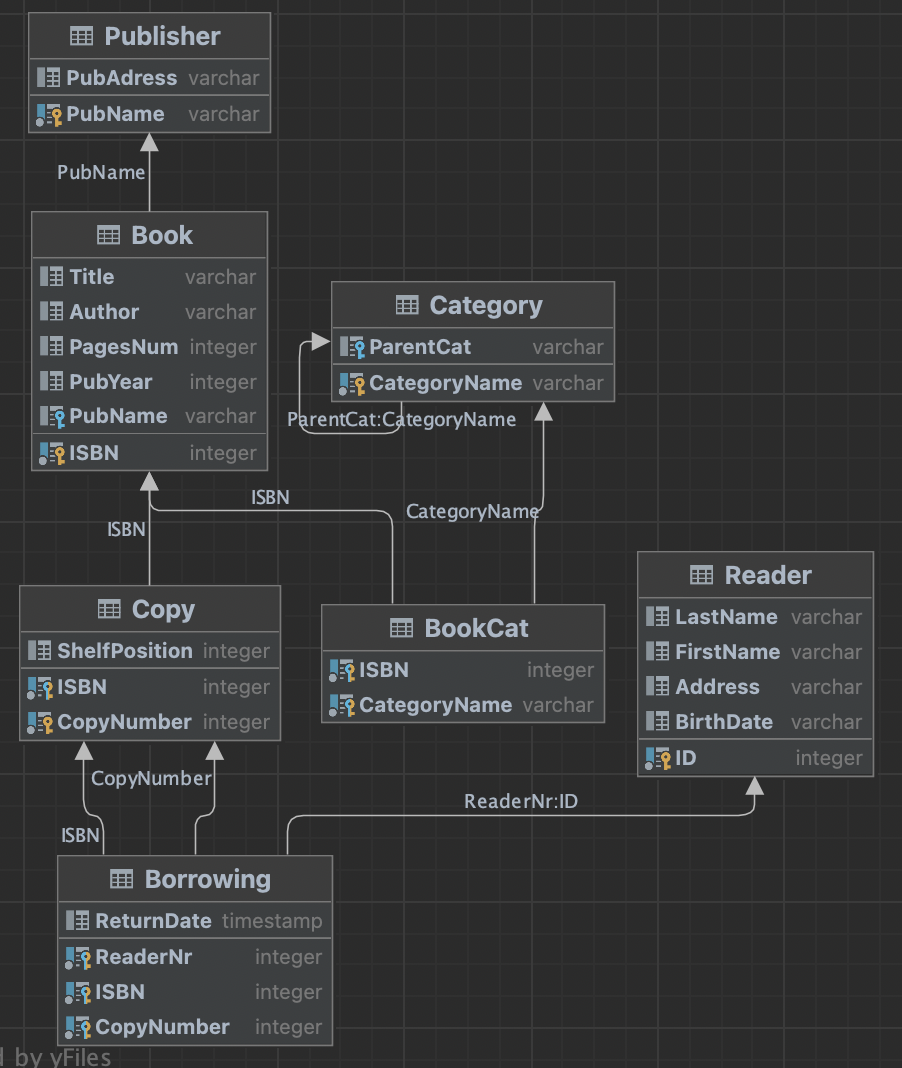 Publisher
PubAdress varchar
PubName varchar
PubName
Book
Title varchar
Author varchar
PagesNum integer
PubYear integer
PubName varchar
ISBN integer
Category
ParentCat varchar
CategoryName varchar
ParentCat:CategoryName
ISBN
CategoryName
ISBN
Copy
ShelfPosition integer
ISBN integer
CopyNumber integer
BookCat
ISBN integer
CategoryName varchar
Reader
LastName varchar
FirstName varchar
Address varchar
BirthDate varchar
ID integer
CopyNumber
ReaderNr:ID
ISBN
Borrowing
ReturnDate timestamp
ReaderNr integer
ISBN integer
CopyNumber integer
by yFiles